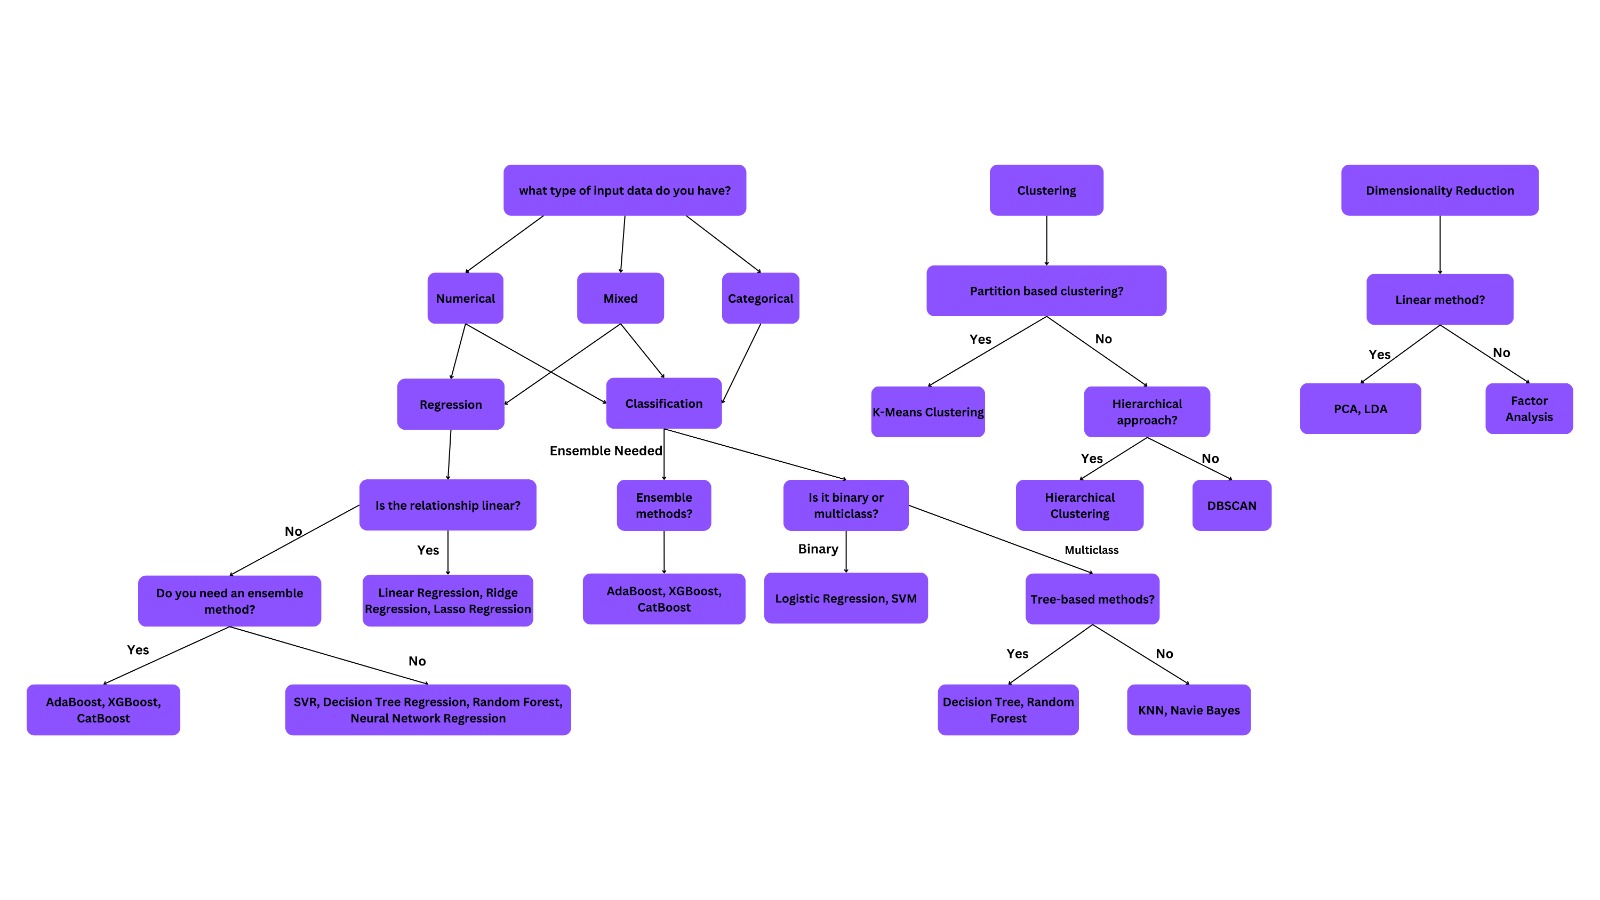 what type of input data do you have?
Clustering
Dimensionality Reduction
Numerical
Mixed
Categorical
Partition based clustering?
Linear method?
Yes
No
Yes
No
Regression
Classification
K-Means Clustering
Hierarchical
approach?
PCA, LDA
Factor
Analysis
Ensemble Needed
Yes
No
Is the relationship linear?
Ensemble
methods?
Is it binary or
multiclass?
Hierarchical
Clustering
DBSCAN
No
Yes
Binary
Multiclass
Do you need an ensemble
method?
Linear Regression, Ridge
Regression, Lasso Regression
AdaBoost, XGBoost,
CatBoost
Logistic Regression, SVM
Tree-based methods?
Yes
No
Yes
No
AdaBoost, XGBoost,
CatBoost
SVR, Decision Tree Regression, Random Forest,
Neural Network Regression
Decision Tree, Random
Forest
KNN, Navie Bayes